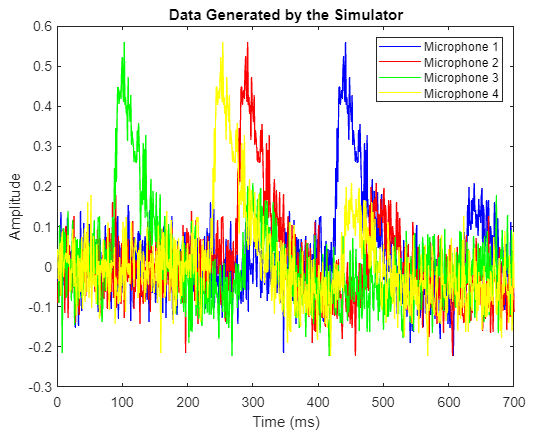 Data Generated by the Simulator
0.6
0.5
0.4
0.3
0.2
0.1
0
-0.1
-0.2
-0.3
Amplitude
Microphone 1
Microphone 2
Microphone 3
Microphone 4
0 100 200 300 400 500 600 700
Time (ms)